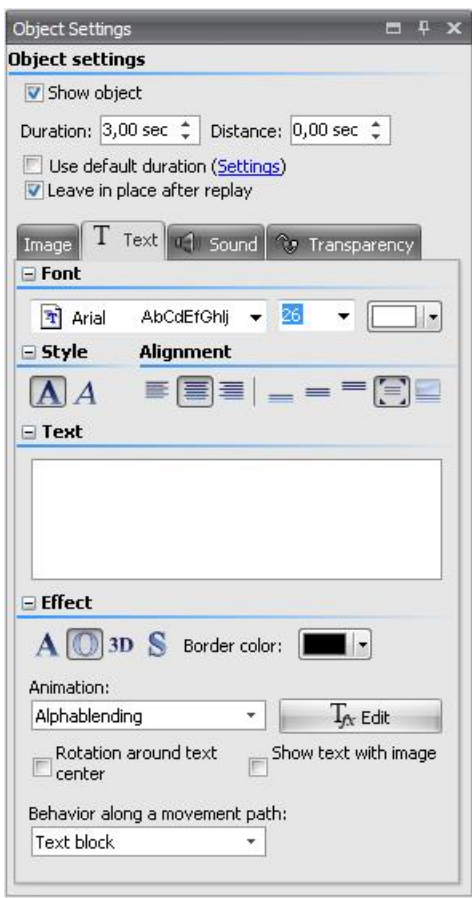 Object Settings
Object settings
Show object
Duration: 3,00 sec Distance: 0,00 sec
Use default duration (Settings)
Leave in place after replay
Image T Text Sound Transparency
Font
T Arial AbCdEfGhIj 26
Style Alignment
A A
Text
Effect
A O 3D S Border color:
Animation:
Alphablending Tfx Edit
Rotation around text center Show text with image
Behavior along a movement path:
Text block